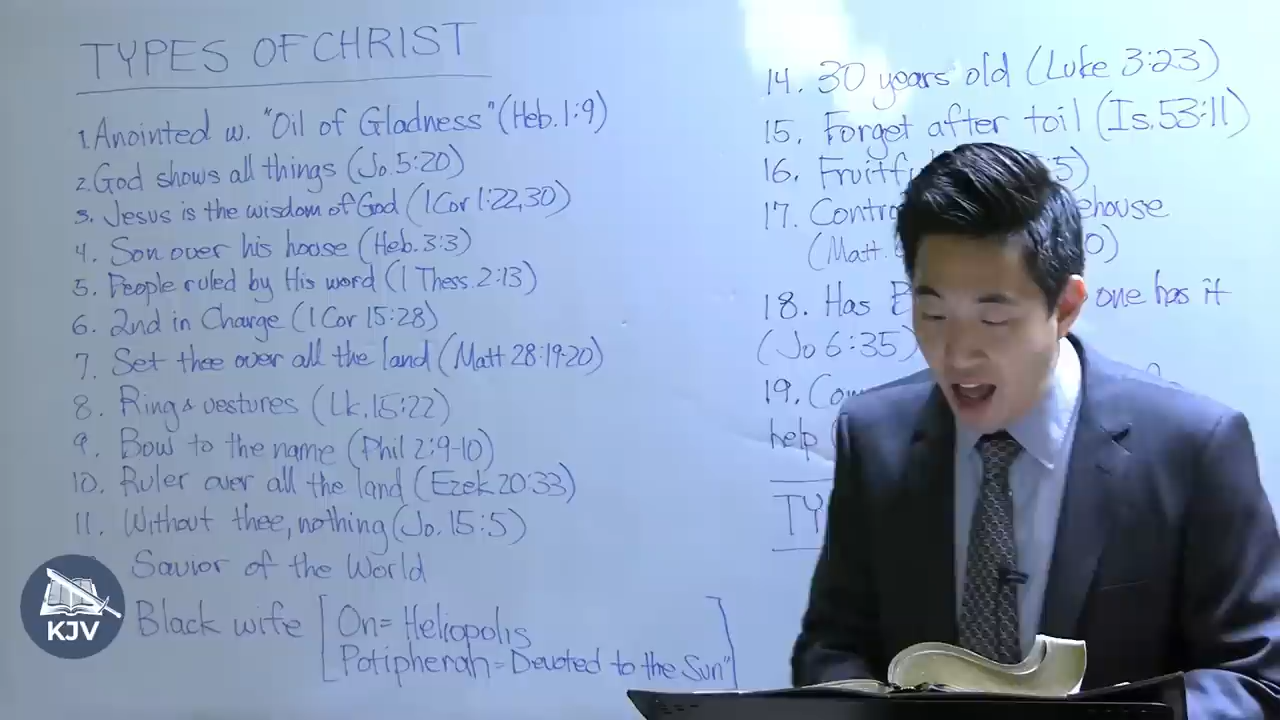 TYPES OF CHRIST
1. Anointed w. "Oil of Gladness" (Heb. 1:9)
2. God shows all things (Jo. 5:20)
3. Jesus is the wisdom of God (1 Cor 1:22,30)
4. Son over his house (Heb. 3:3)
5. People ruled by His word (1 Thess. 2:13)
6. 2nd in Charge (1 Cor 15:28)
7. Set thee over all the land (Matt 28:19-20)
8. Ring & vestures (Lk. 15:22)
9. Bow to the name (Phil 2:9-10)
10. Ruler over all the land (Ezek 20:33)
11. Without thee, nothing (Jo. 15:5)
Savior of the World
Black wife [On = Heliopolis
Potipherah = Devoted to the Sun"]
KJV
14. 30 years old (Luke 3:23)
15. Forget after toil (Is. 53:11)
16. :5)
17.
(Matt.
18. Has one has it
(Jo 6:35)
19.
help